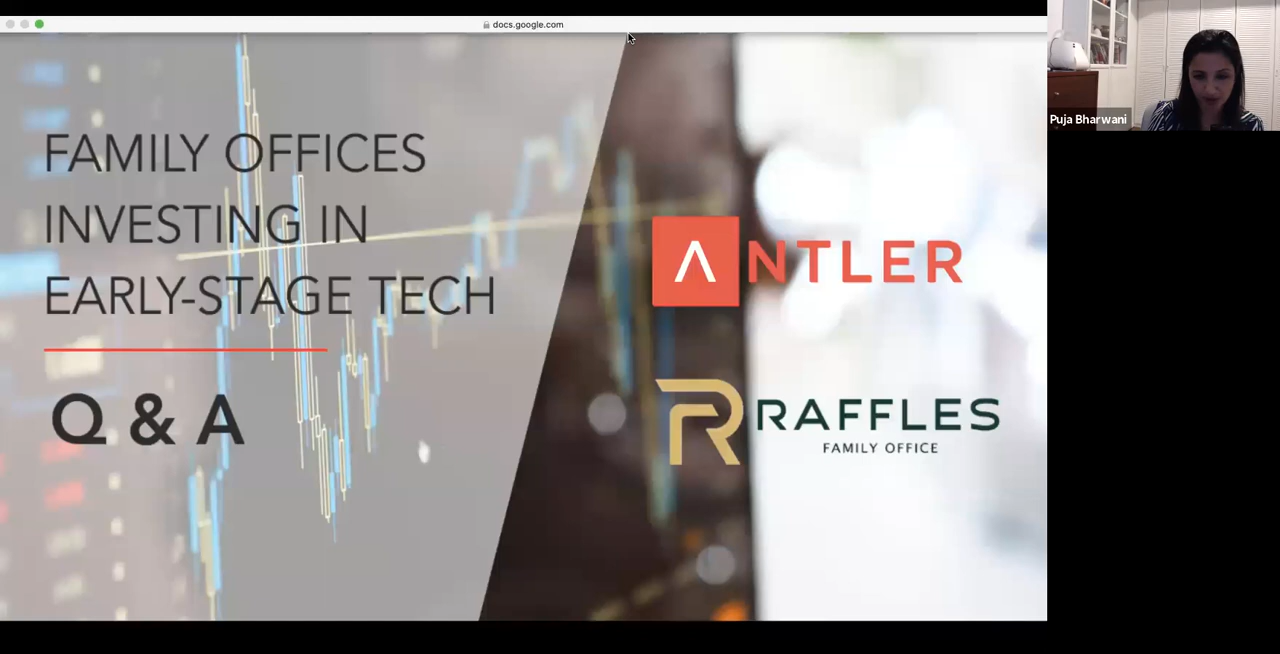 docs.google.com
FAMILY OFFICES
INVESTING IN
EARLY-STAGE TECH
Q & A
ANTLER
RAFFLES
FAMILY OFFICE
Puja Bharwani